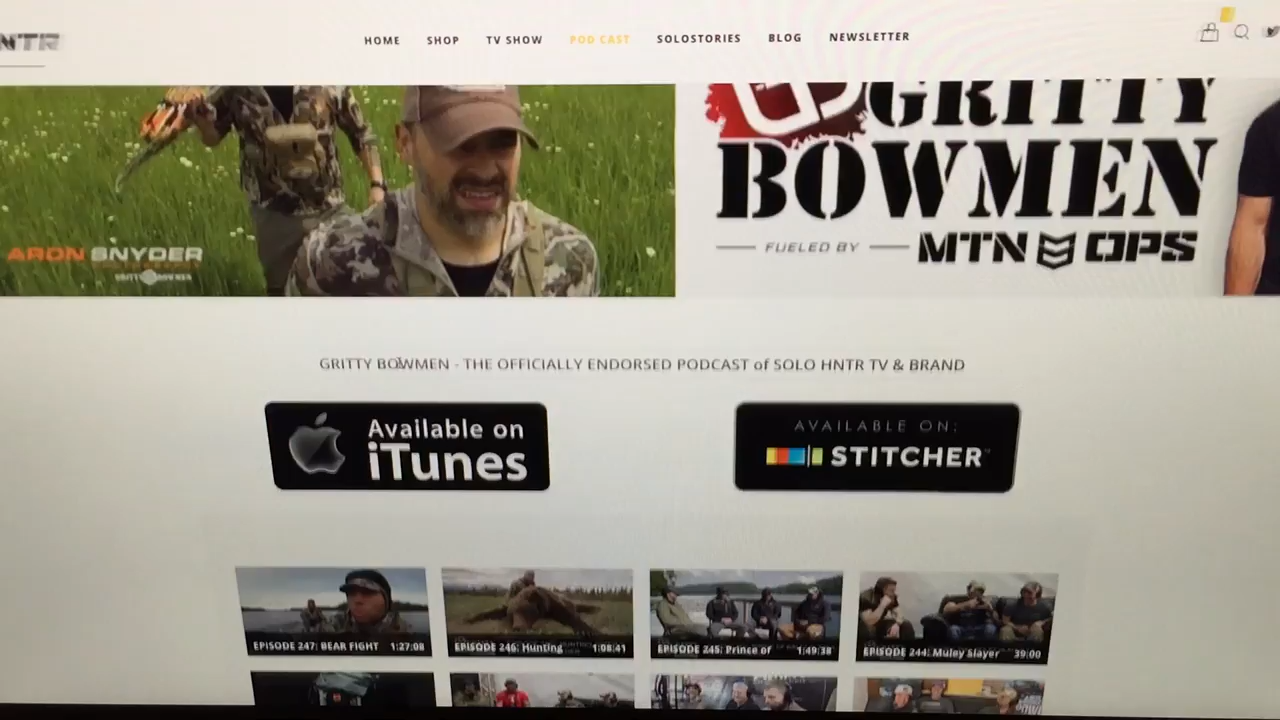 HNTR
HOME SHOP TV SHOW POD CAST SOLOSTORIES BLOG NEWSLETTER
GRITTY
BOWMEN
FUELED BY MTN OPS
ARON SNYDER
GRITTY BOWMEN - THE OFFICIALLY ENDORSED PODCAST of SOLO HNTR TV & BRAND
Available on
iTunes
AVAILABLE ON:
STITCHER
EPISODE 247: BEAR FIGHT 1:27:08
EPISODE 246: Hunting 1:08:41
EPISODE 245: Prince of 1:49:38
EPISODE 244: Muley Slayer 39:00